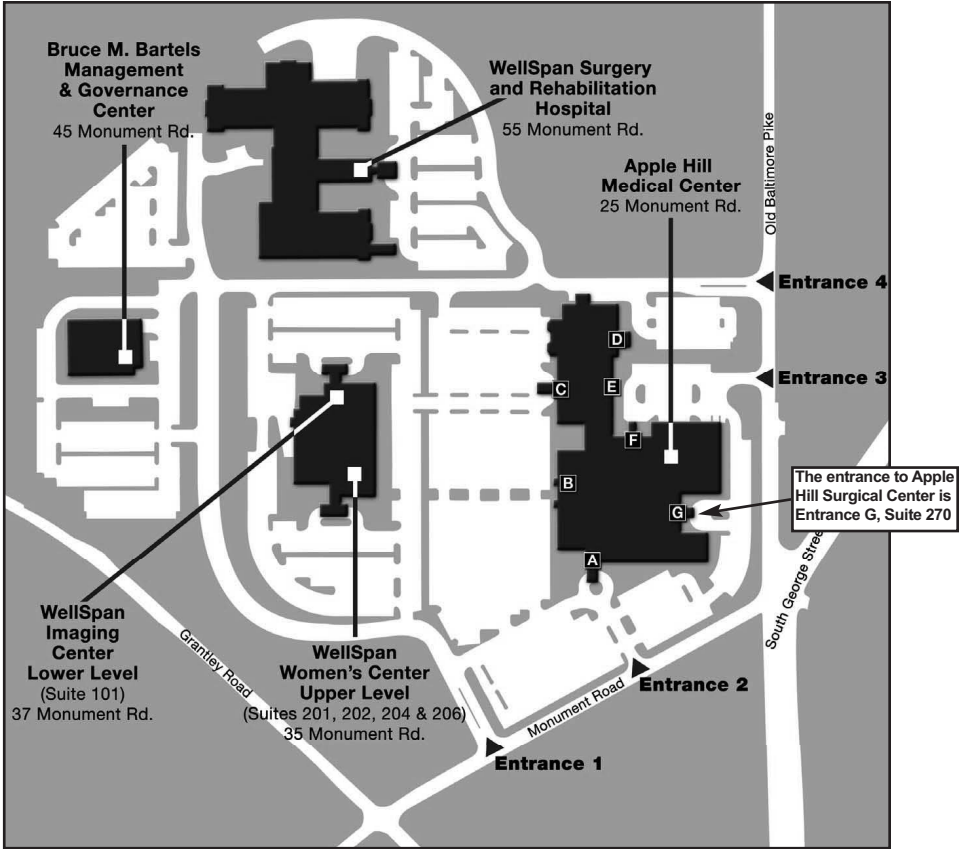 Bruce M. Bartels
Management
& Governance
Center
45 Monument Rd.
WellSpan Surgery
and Rehabilitation
Hospital
55 Monument Rd.
Apple Hill
Medical Center
25 Monument Rd.
Old Baltimore Pike
Entrance 4
Entrance 3
D
C
E
F
B
G
A
The entrance to Apple
Hill Surgical Center is
Entrance G, Suite 270
South George Stree
WellSpan
Imaging
Center
Lower Level
(Suite 101)
37 Monument Rd.
Grantley Road
WellSpan
Women's Center
Upper Level
(Suites 201, 202, 204 & 206)
35 Monument Rd.
Monument Road
Entrance 2
Entrance 1